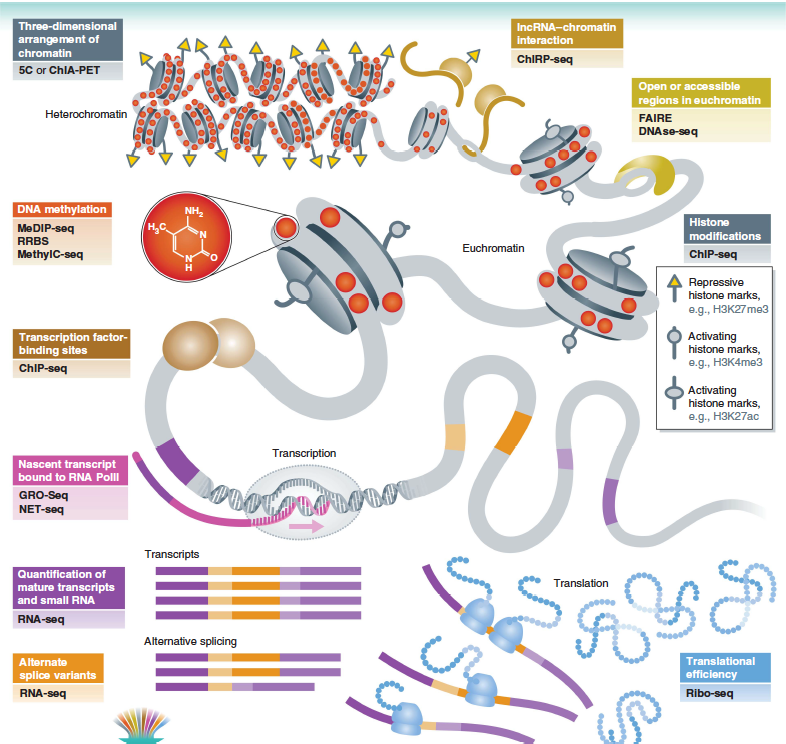 Three-dimensional
arrangement of
chromatin
5C or ChIA-PET
Heterochromatin
lncRNA–chromatin
interaction
ChIRP-seq
Open or accessible
regions in euchromatin
FAIRE
DNAse-seq
DNA methylation
MeDIP-seq
RRBS
MethylC-seq
NH2
H3C
N
N
H
O
Euchromatin
Histone
modifications
ChIP-seq
Repressive
histone marks,
e.g., H3K27me3
Activating
histone marks,
e.g., H3K4me3
Activating
histone marks,
e.g., H3K27ac
Transcription factor-
binding sites
ChIP-seq
Nascent transcript
bound to RNA PolII
GRO-Seq
NET-seq
Transcription
Transcripts
Quantification of
mature transcripts
and small RNA
RNA-seq
Alternative splicing
Alternate
splice variants
RNA-seq
Translation
Translational
efficiency
Ribo-seq